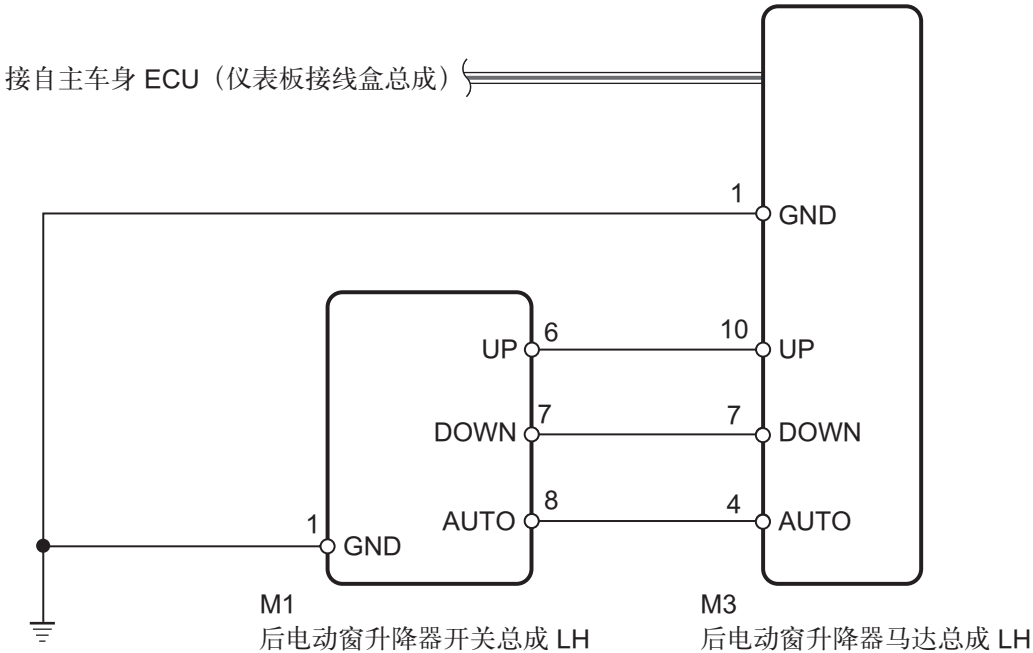 接自主车身 ECU（仪表板接线盒总成）
1
GND
UP 6 10 UP
DOWN 7 7 DOWN
AUTO 8 4 AUTO
1 GND
M1
后电动窗升降器开关总成 LH
M3
后电动窗升降器马达总成 LH